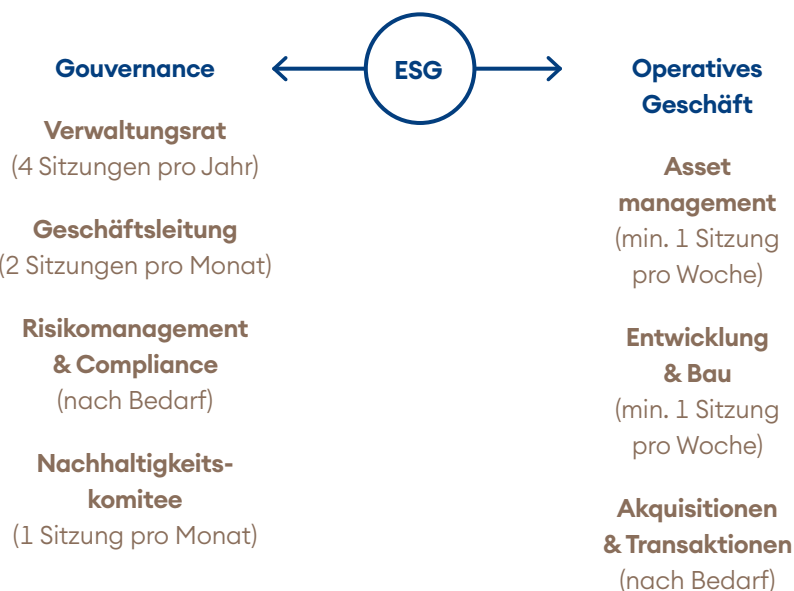 Gouvernance
Verwaltungsrat
(4 Sitzungen pro Jahr)
Geschäftsleitung
(2 Sitzungen pro Monat)
Risikomanagement
& Compliance
(nach Bedarf)
Nachhaltigkeits-
komitee
(1 Sitzung pro Monat)
ESG
Operatives
Geschäft
Asset
management
(min. 1 Sitzung
pro Woche)
Entwicklung
& Bau
(min. 1 Sitzung
pro Woche)
Akquisitionen
& Transaktionen
(nach Bedarf)